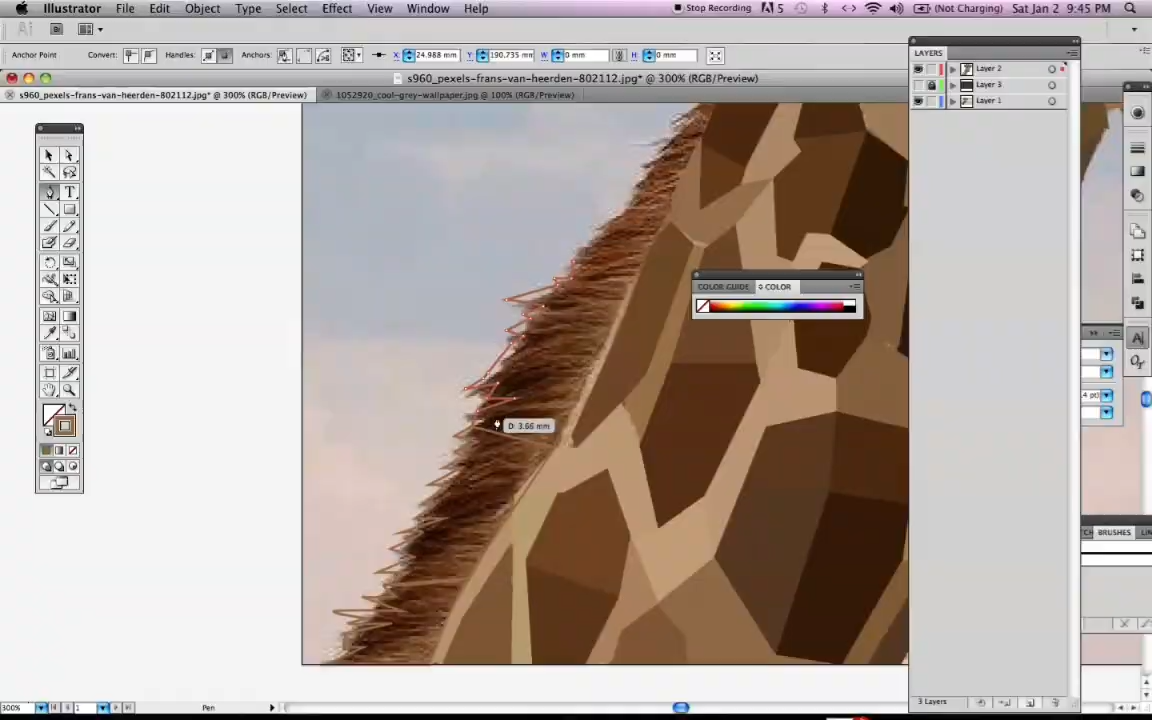 Illustrator File Edit Object Type Select Effect View Window Help Stop Recording 5 (Not Charging) Sat Jan 2 9:45 PM
Anchor Point Convert: Handles: Anchors: X: 24.988 mm Y: 190.735 mm W: 0 mm H: 0 mm
s960_pexels-frans-van-heerden-802112.jpg* @ 300% (RGB/Preview)
s960_pexels-frans-van-heerden-802112.jpg* @ 300% (RGB/Preview) 1052920_cool-grey-wallpaper.jpg @ 100% (RGB/Preview)
LAYERS
Layer 2
Layer 3
Layer 1
COLOR GUIDE COLOR
D: 3.66 mm
BRUSHES
3 Layers
300% 1 Pen